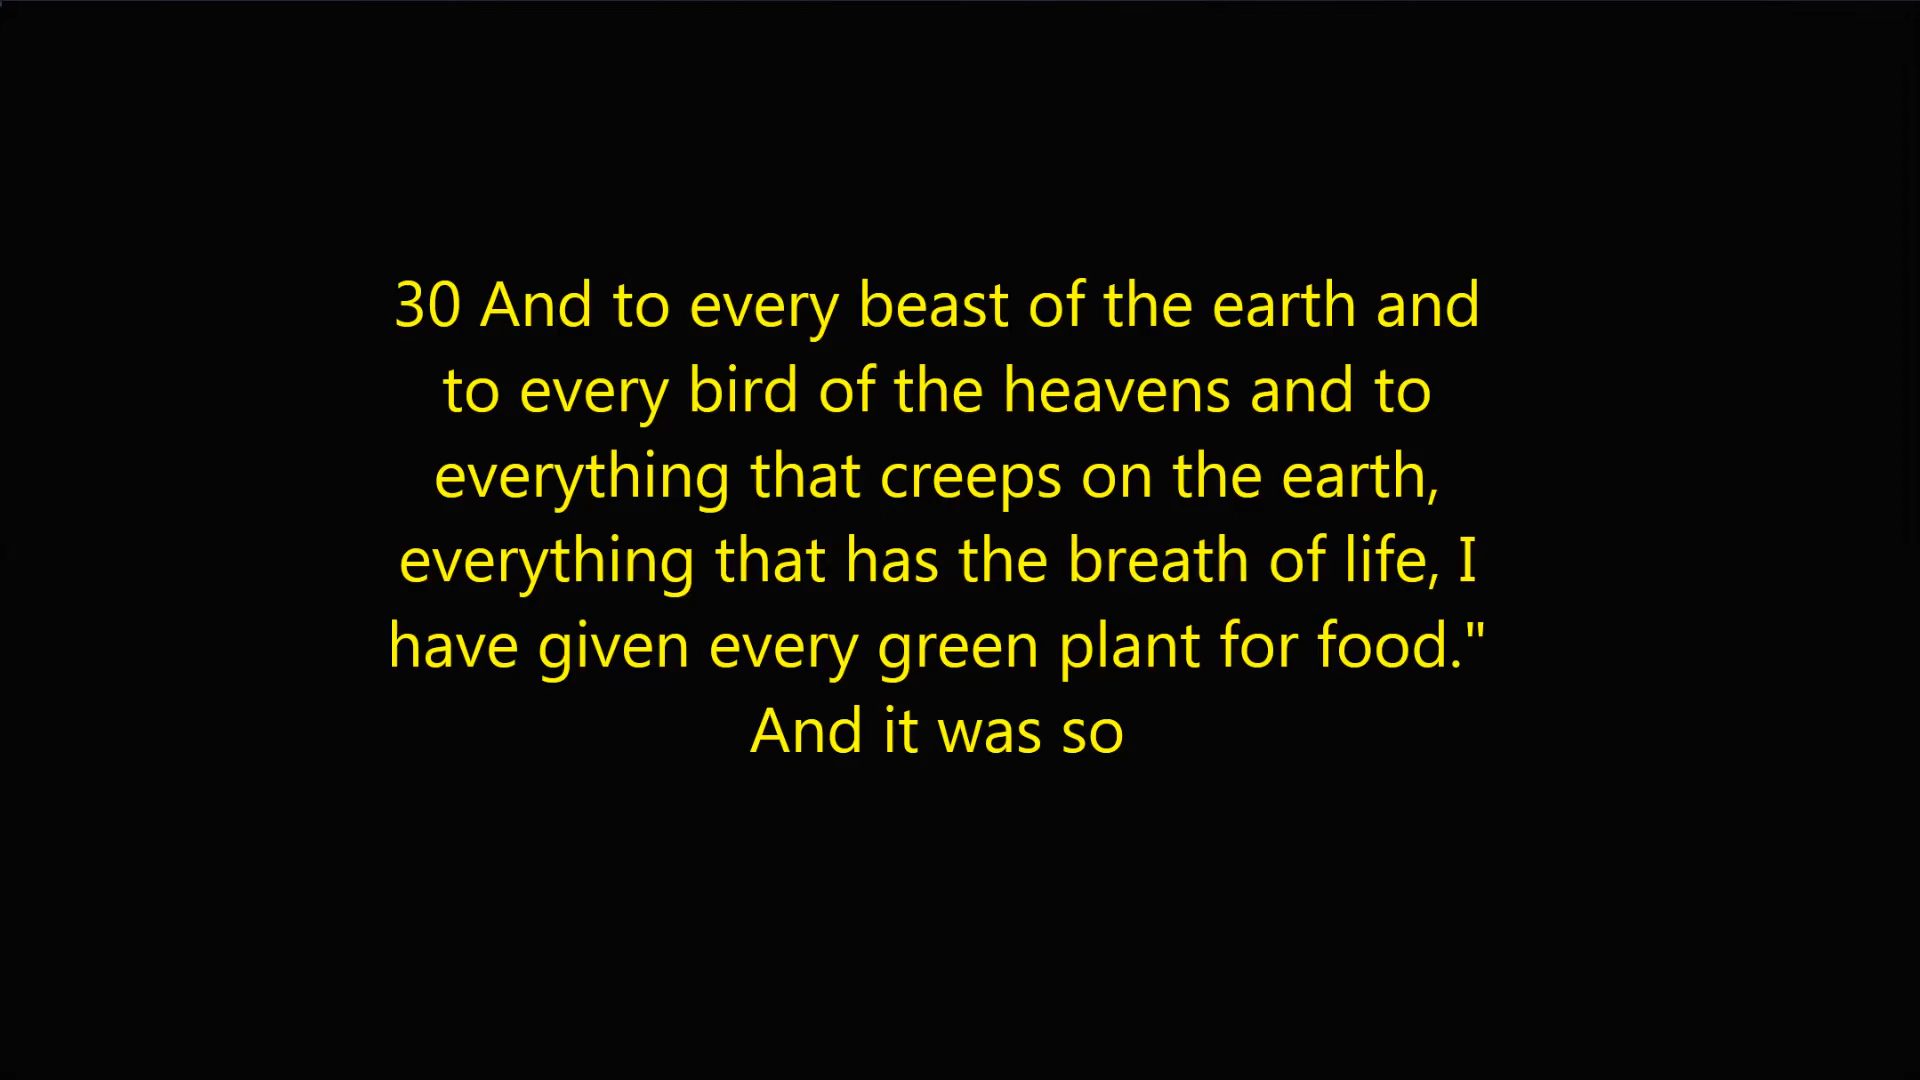 30 And to every beast of the earth and
to every bird of the heavens and to
everything that creeps on the earth,
everything that has the breath of life, I
have given every green plant for food."
And it was so